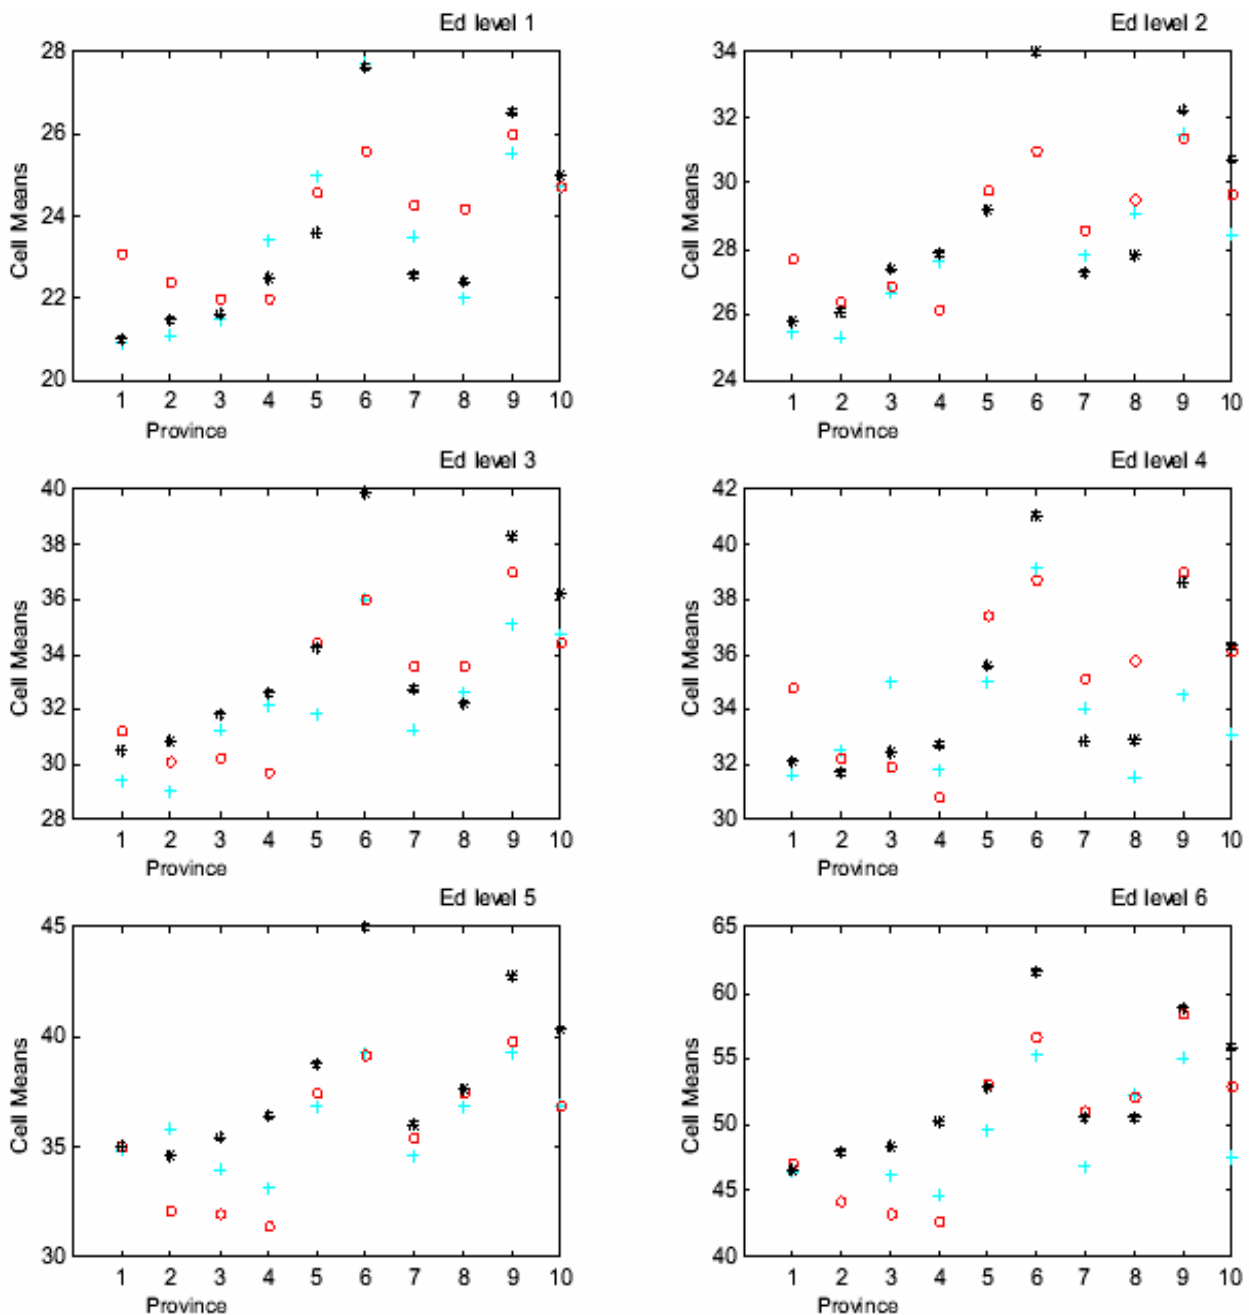 Ed level 1
Ed level 2
28
26
24
22
20
Cell Means
1 2 3 4 5 6 7 8 9 10
Province
34
32
30
28
26
24
Cell Means
1 2 3 4 5 6 7 8 9 10
Province
Ed level 3
Ed level 4
40
38
36
34
32
30
28
Cell Means
1 2 3 4 5 6 7 8 9 10
Province
42
40
38
36
34
32
30
Cell Means
1 2 3 4 5 6 7 8 9 10
Province
Ed level 5
Ed level 6
45
40
35
30
Cell Means
1 2 3 4 5 6 7 8 9 10
Province
65
60
55
50
45
40
Cell Means
1 2 3 4 5 6 7 8 9 10
Province